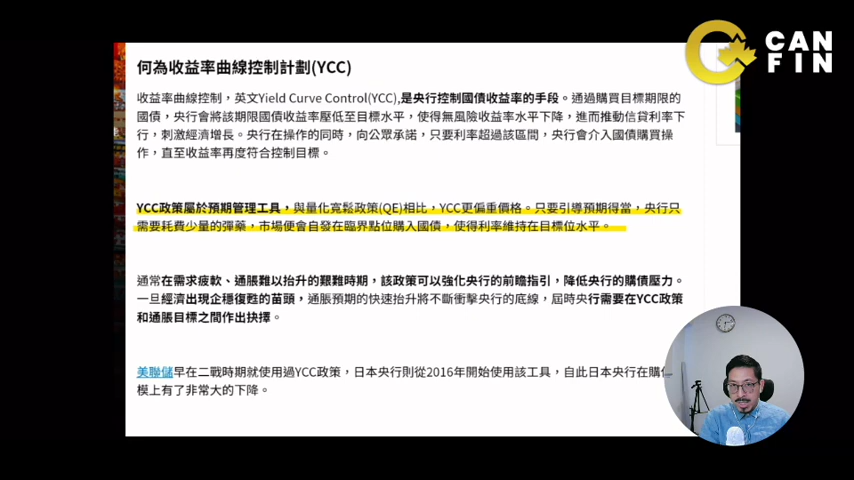 CAN
FIN
何為收益率曲線控制計劃(YCC)
收益率曲線控制，英文Yield Curve Control(YCC),是央行控制國債收益率的手段。通過購買目標期限的
國債，央行會將該期限國債收益率壓低至目標水平，使得無風險收益率水平下降，進而推動信貸利率下
行，刺激經濟增長。央行在操作的同時，向公眾承諾，只要利率超過該區間，央行會介入國債購買操
作，直至收益率再度符合控制目標。
YCC政策屬於預期管理工具，與量化寬鬆政策(QE)相比，YCC更偏重價格。只要引導預期得當，央行只
需要耗費少量的彈藥，市場便會自發在臨界點位購入國債，使得利率維持在目標位水平。
通常在需求疲軟、通脹難以抬升的艱難時期，該政策可以強化央行的前瞻指引，降低央行的購債壓力。
一旦經濟出現企穩復甦的苗頭，通脹預期的快速抬升將不斷衝擊央行的底線，屆時央行需要在YCC政策
和通脹目標之間作出抉擇。
美聯儲早在二戰時期就使用過YCC政策，日本央行則從2016年開始使用該工具，自此日本央行在購
模上有了非常大的下降。